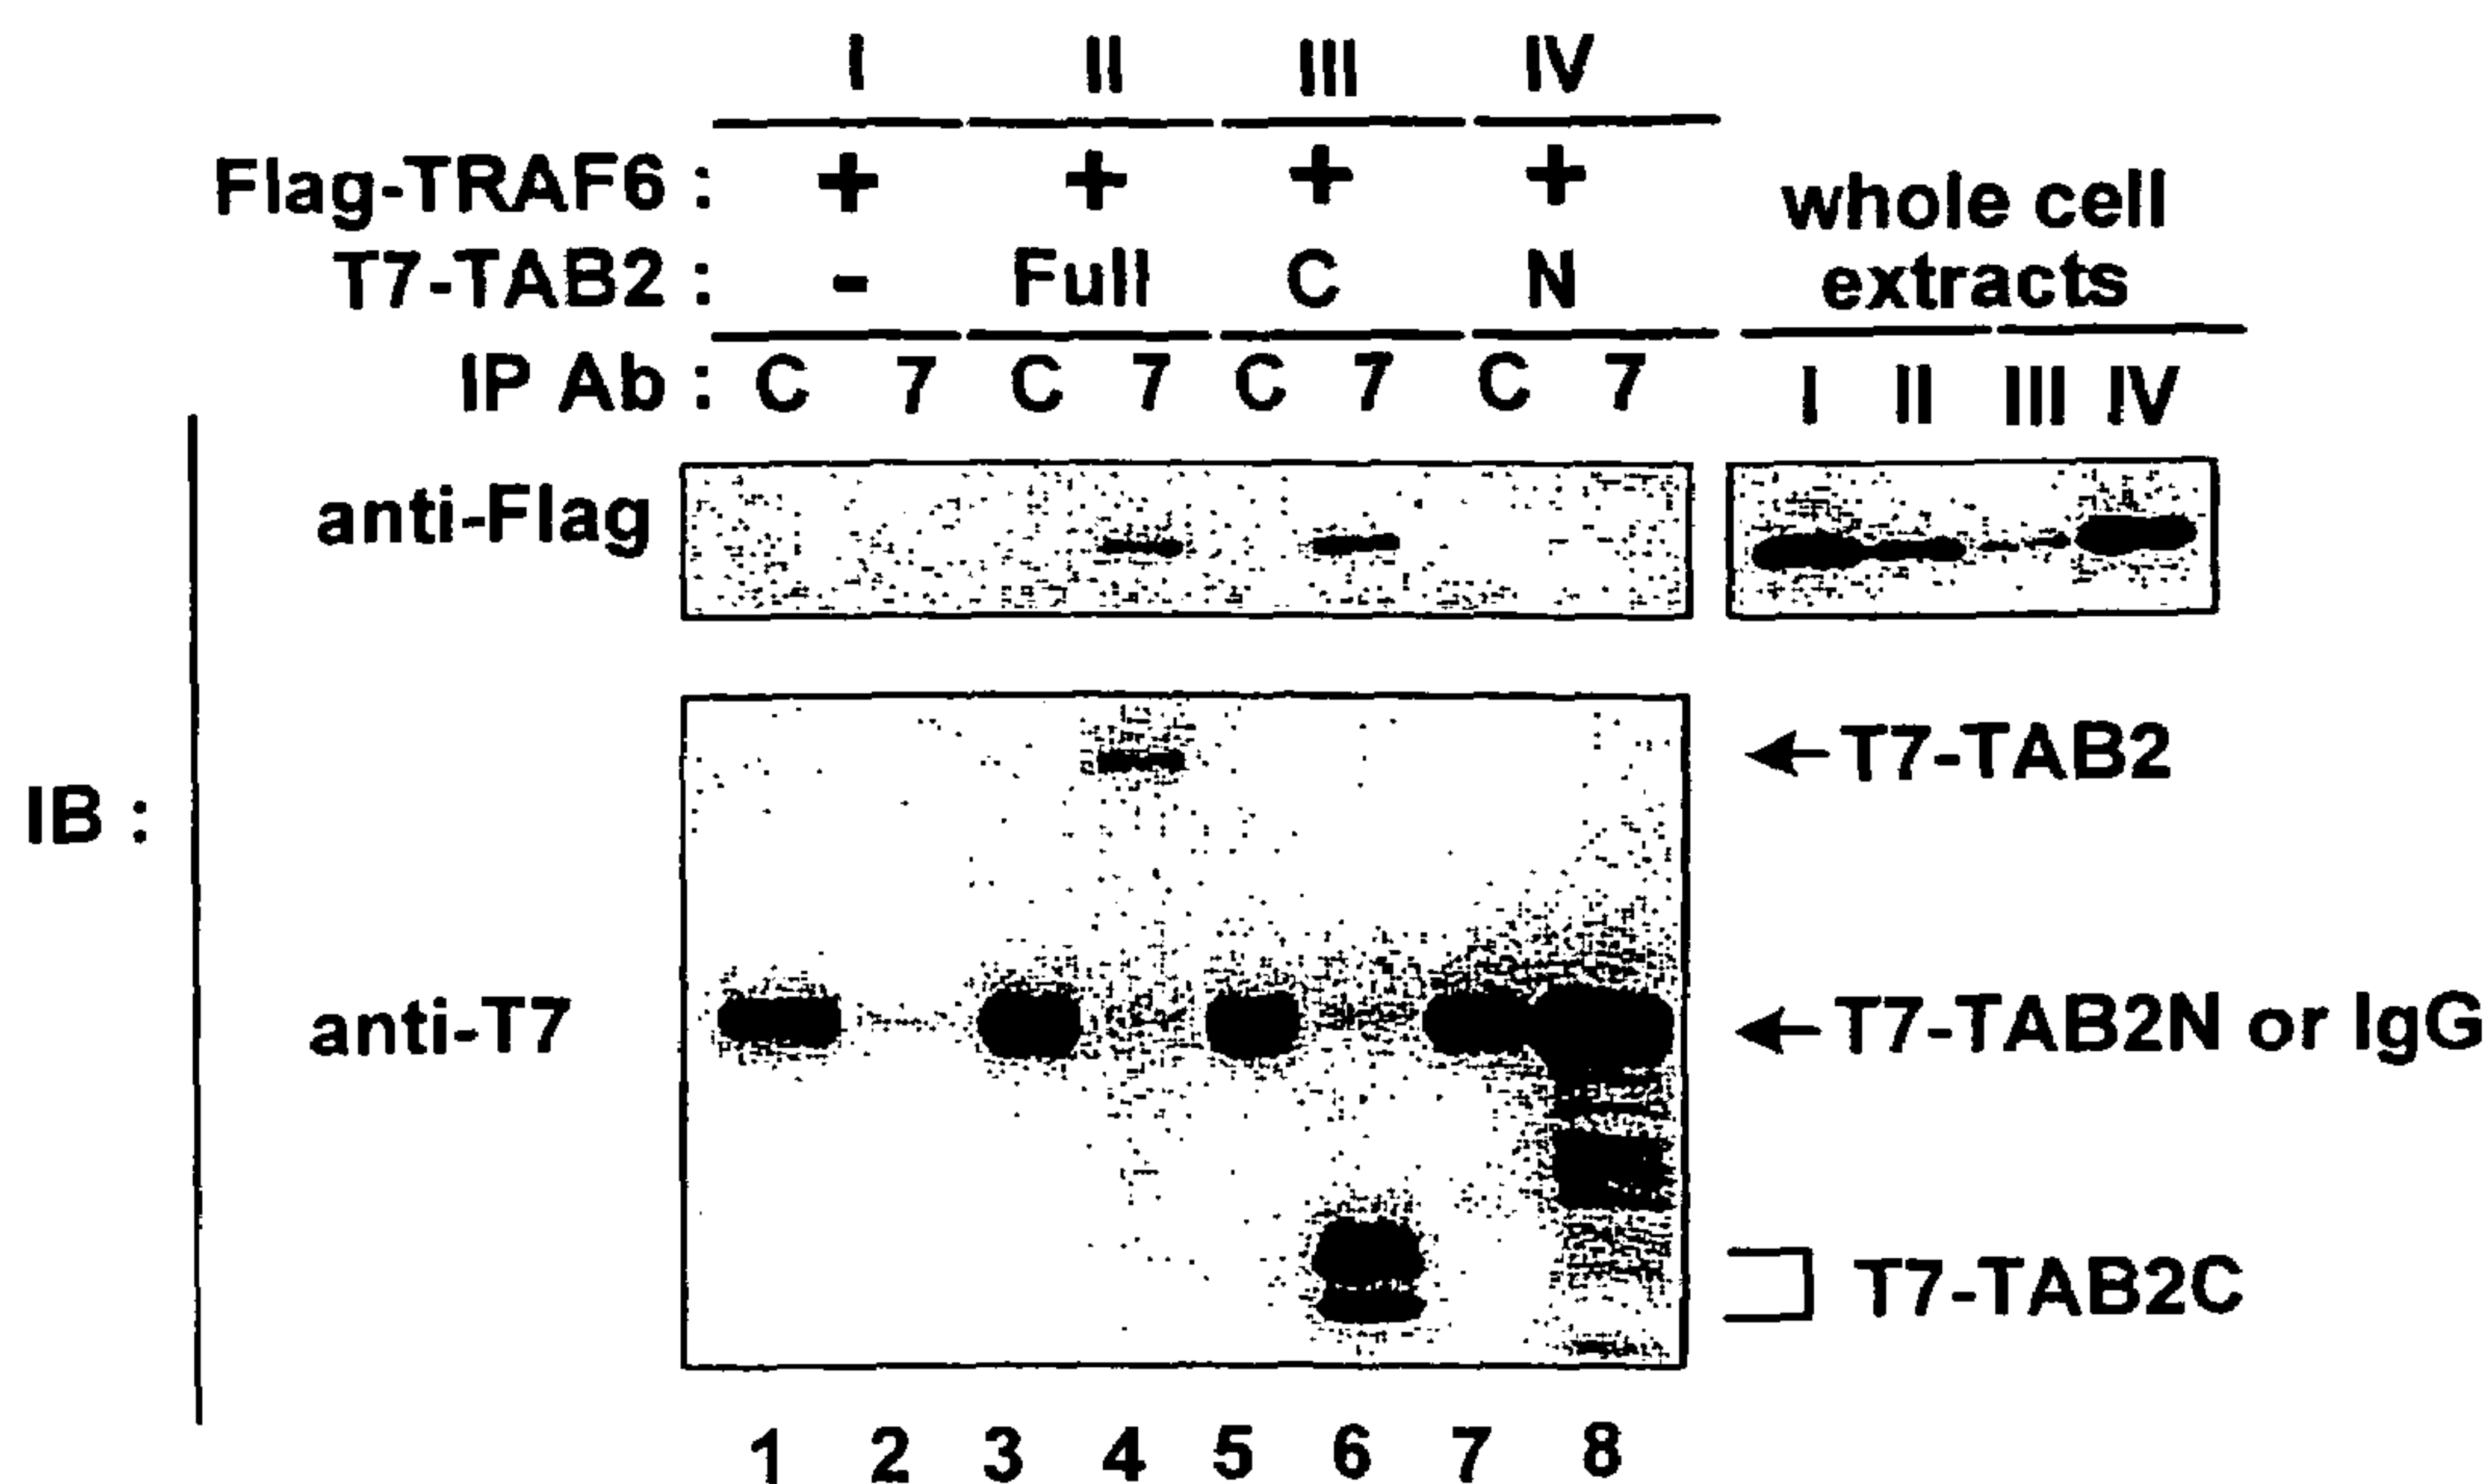 I II III IV
Flag-TRAF6 : + + + +
T7-TAB2 : - Full C N
whole cell
extracts
IP Ab : C 7 C 7 C 7 C 7 I II III IV
anti-Flag
T7-TAB2
IB :
anti-T7
T7-TAB2N or IgG
T7-TAB2C
1 2 3 4 5 6 7 8